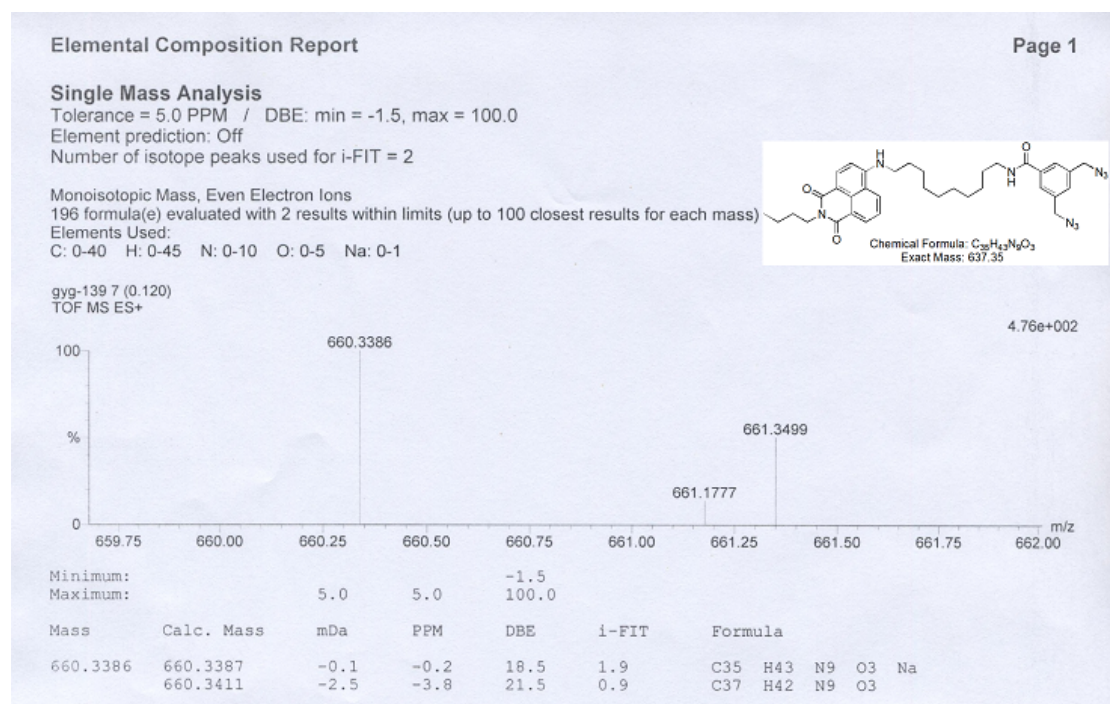 Elemental Composition Report
Page 1
Single Mass Analysis
Tolerance = 5.0 PPM / DBE: min = -1.5, max = 100.0
Element prediction: Off
Number of isotope peaks used for i-FIT = 2
Monoisotopic Mass, Even Electron Ions
196 formula(e) evaluated with 2 results within limits (up to 100 closest results for each mass)
Elements Used:
C: 0-40 H: 0-45 N: 0-10 O: 0-5 Na: 0-1
H
N
O
N
H
N₃
O
N
O
N₃
Chemical Formula: C₃₅H₄₃N₉O₃
Exact Mass: 637.35
gyg-139 7 (0.120)
TOF MS ES+
4.76e+002
100
%
0
660.3386
661.3499
661.1777
m/z
659.75 660.00 660.25 660.50 660.75 661.00 661.25 661.50 661.75 662.00
Minimum: -1.5
Maximum: 5.0 5.0 100.0
Mass Calc. Mass mDa PPM DBE i-FIT Formula
660.3386 660.3387 -0.1 -0.2 18.5 1.9 C35 H43 N9 O3 Na
660.3411 -2.5 -3.8 21.5 0.9 C37 H42 N9 O3